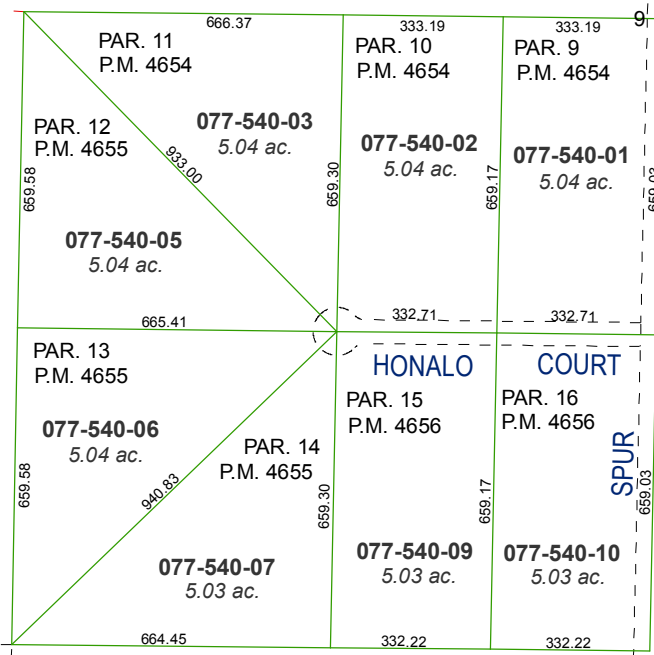 666.37
333.19
333.19
9
PAR. 11
P.M. 4654
PAR. 10
P.M. 4654
PAR. 9
P.M. 4654
PAR. 12
P.M. 4655
077-540-03
5.04 ac.
077-540-02
5.04 ac.
077-540-01
5.04 ac.
933.00
659.58
659.30
659.17
077-540-05
5.04 ac.
665.41
332.71
332.71
HONALO COURT
PAR. 13
P.M. 4655
PAR. 15
P.M. 4656
PAR. 16
P.M. 4656
077-540-06
5.04 ac.
PAR. 14
P.M. 4655
SPUR
659.58
940.83
659.30
659.17
659.03
077-540-07
5.03 ac.
077-540-09
5.03 ac.
077-540-10
5.03 ac.
664.45
332.22
332.22